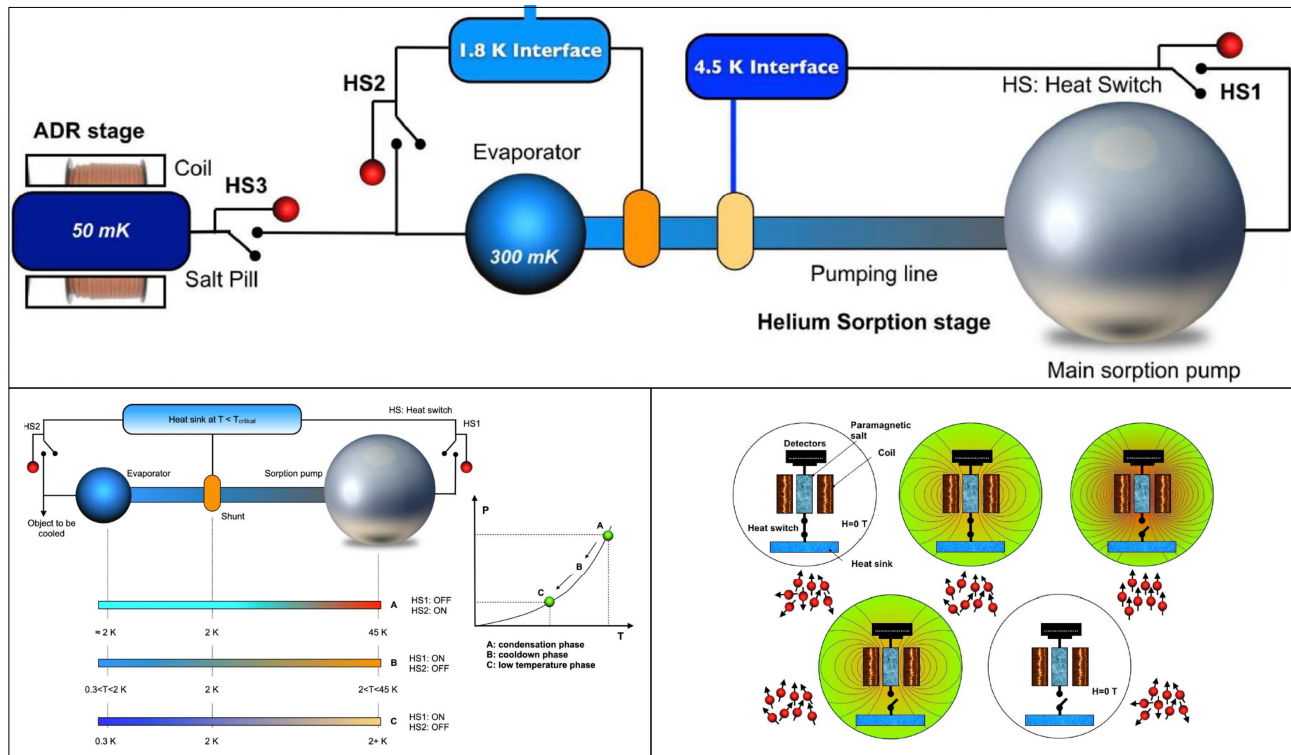 1.8 K Interface
4.5 K Interface
HS2
HS: Heat Switch
HS1
ADR stage
Coil
HS3
Evaporator
50 mK
300 mK
Salt Pill
Pumping line
Helium Sorption stage
Main sorption pump
HS2
Heat sink at T < Tcritical
HS: Heat switch
HS1
Evaporator
Sorption pump
Shunt
Object to be
cooled
A
HS1: OFF
HS2: ON
≈ 2 K
2 K
45 K
B
HS1: ON
HS2: OFF
0.3<T<2 K
2 K
2<T<45 K
C
HS1: ON
HS2: OFF
0.3 K
2 K
2+ K
P
A
B
C
T
A: condensation phase
B: cooldown phase
C: low temperature phase
Paramagnetic
salt
Detectors
Coil
Heat switch
H=0 T
Heat sink
H=0 T